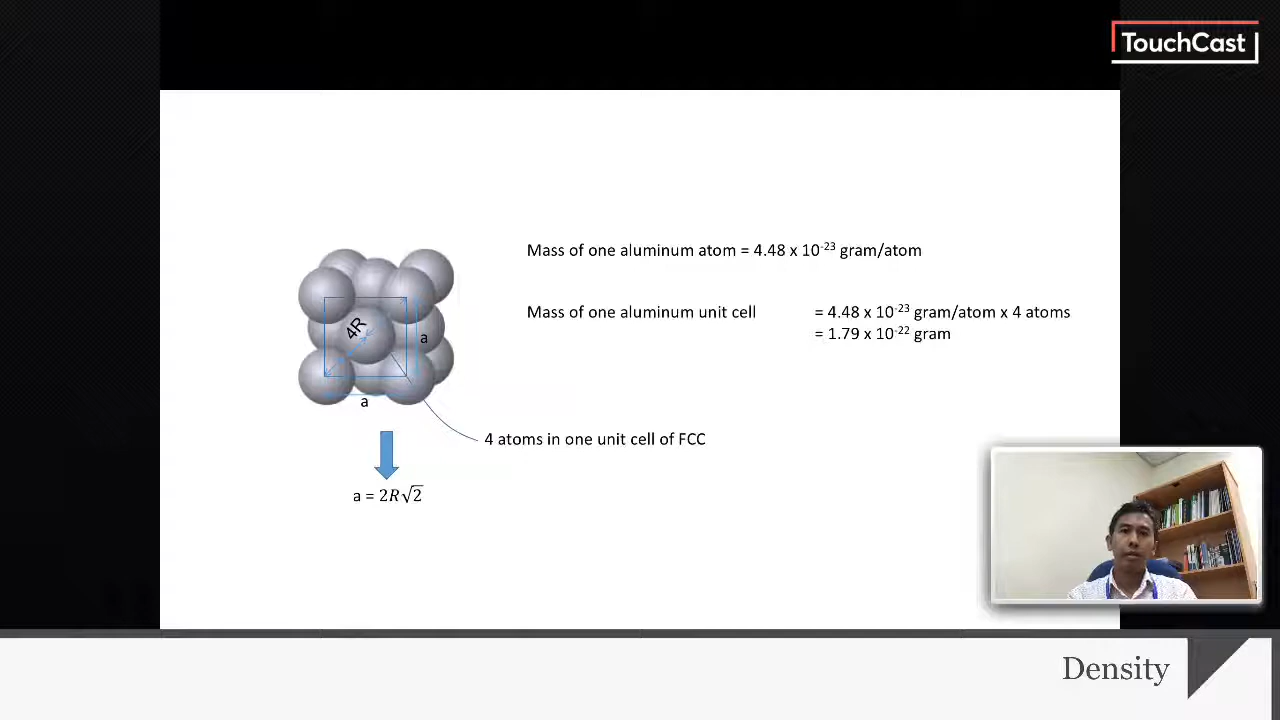 TouchCast
Mass of one aluminum atom = 4.48 x 10⁻²³ gram/atom
Mass of one aluminum unit cell = 4.48 x 10⁻²³ gram/atom x 4 atoms
= 1.79 x 10⁻²² gram
4R
a
a
4 atoms in one unit cell of FCC
a = 2R√2
Density